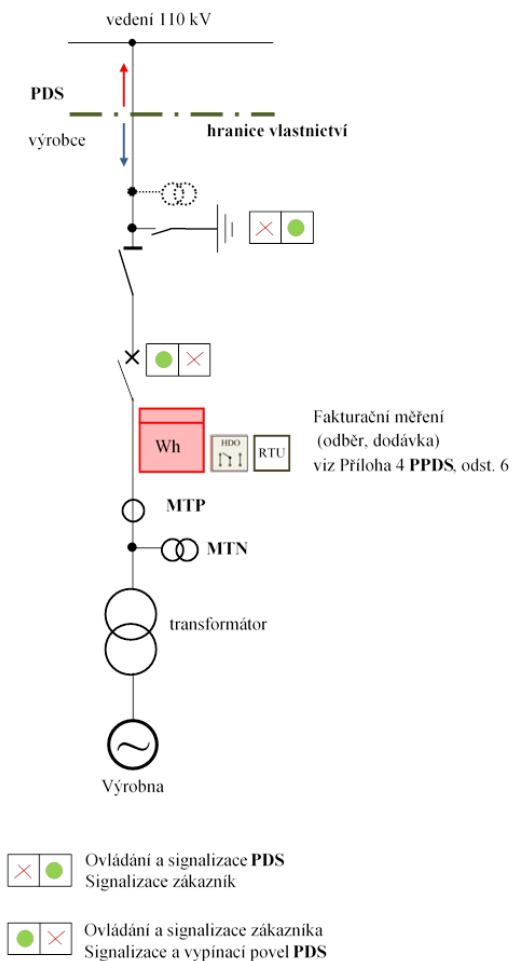 vedení 110 kV
PDS
hranice vlastnictví
výrobce
Wh
HDO
RTU
Fakturační měření
(odběr, dodávka)
viz Příloha 4 PPDS, odst. 6
MTP
MTN
transformátor
Výrobna
Ovládání a signalizace PDS
Signalizace zákazník
Ovládání a signalizace zákazníka
Signalizace a vypínací povel PDS